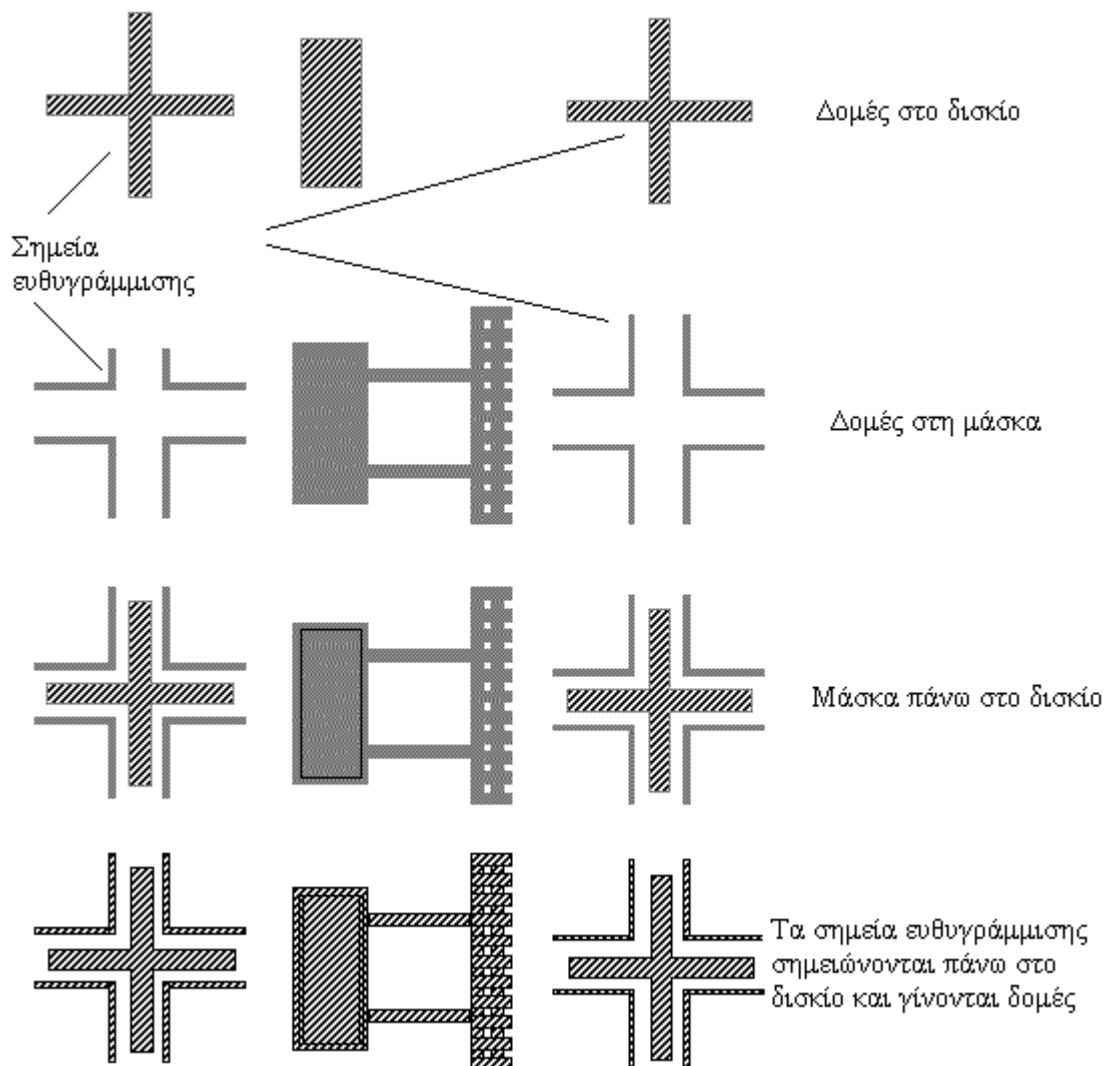 Δομές στο δισκίο
Σημεία
ευθυγράμμισης
Δομές στη μάσκα
Μάσκα πάνω στο δισκίο
Τα σημεία ευθυγράμμισης
σημειώνονται πάνω στο
δισκίο και γίνονται δομές